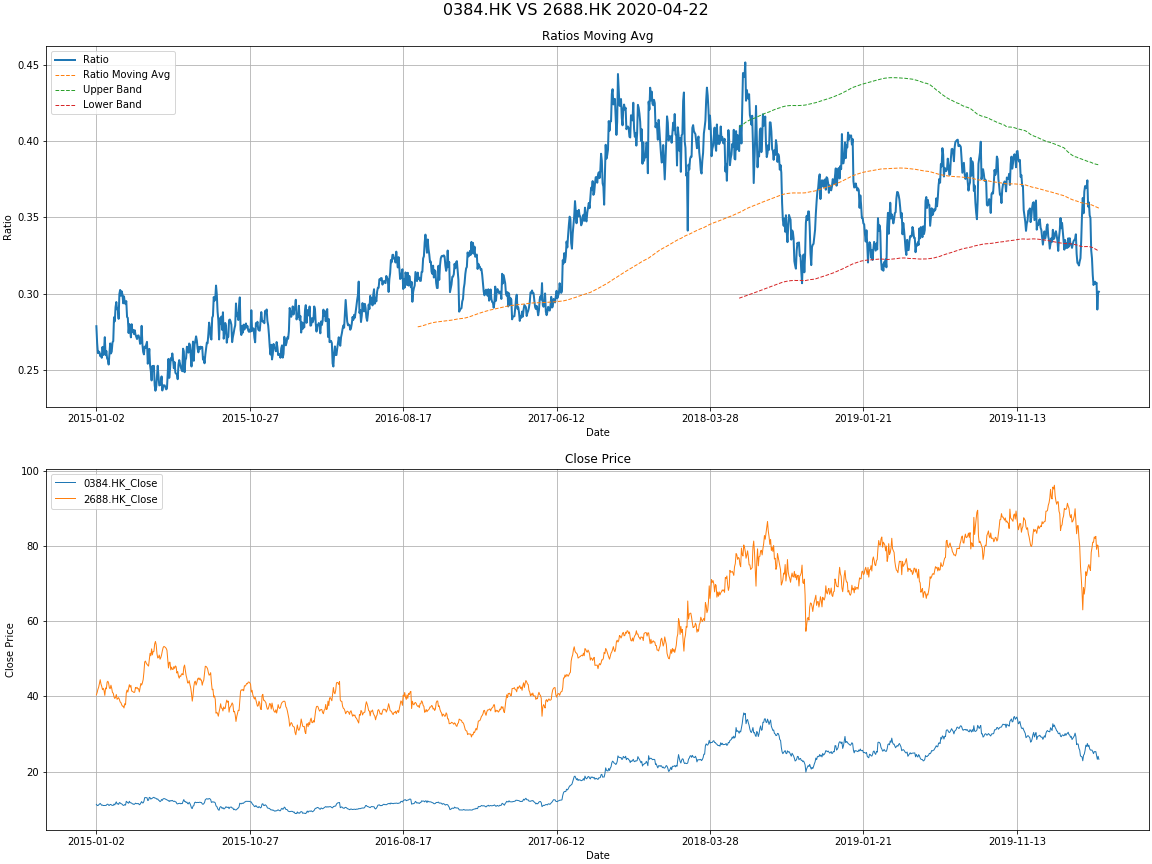 0384.HK VS 2688.HK 2020-04-22
Ratios Moving Avg
Ratio
Ratio Moving Avg
Upper Band
Lower Band
0.45
0.40
0.35
0.30
0.25
Ratio
2015-01-02 2015-10-27 2016-08-17 2017-06-12 2018-03-28 2019-01-21 2019-11-13
Date
Close Price
0384.HK_Close
2688.HK_Close
100
80
60
40
20
Close Price
2015-01-02 2015-10-27 2016-08-17 2017-06-12 2018-03-28 2019-01-21 2019-11-13
Date